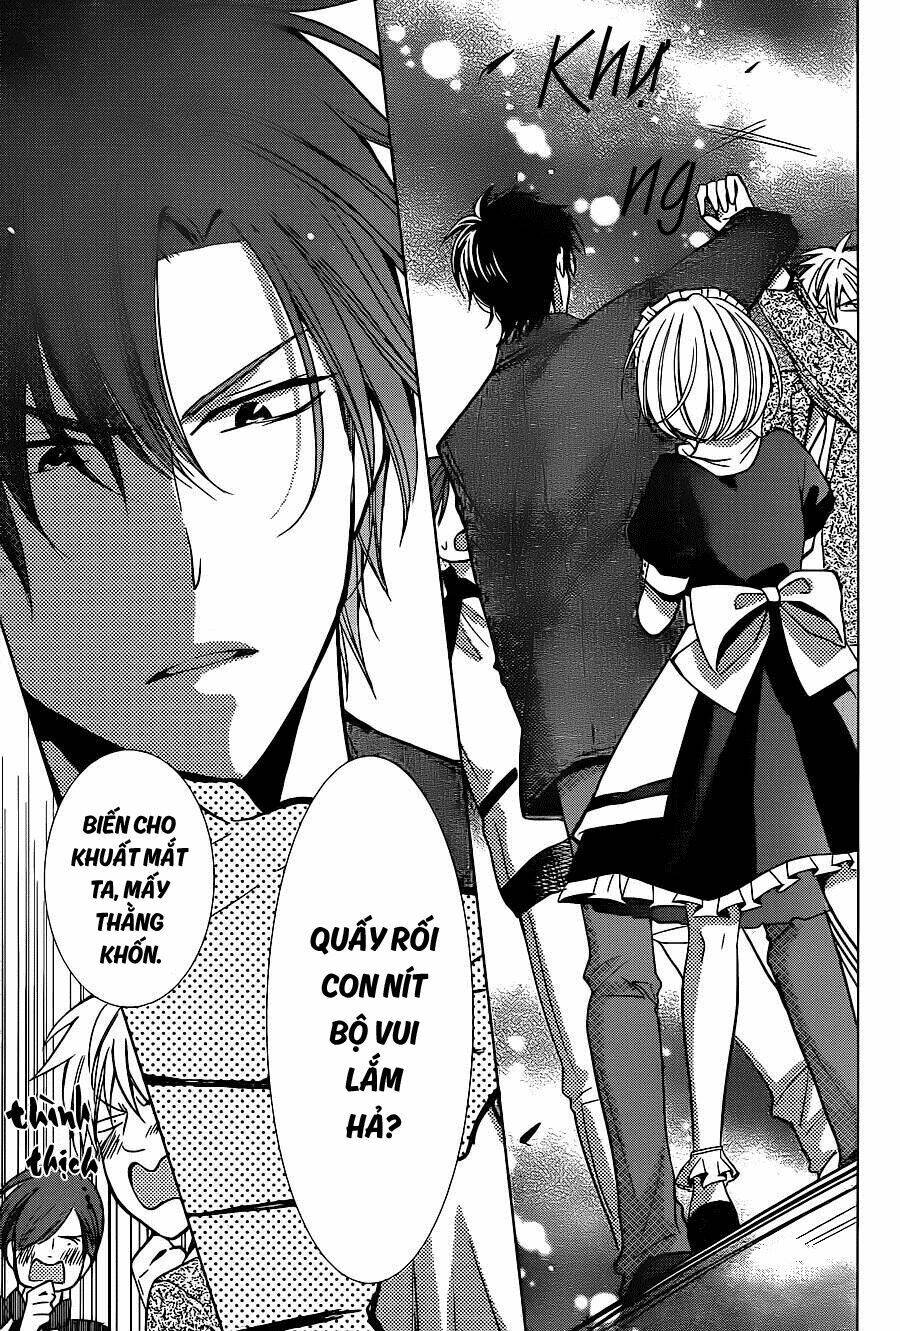 Khự
ng
QUẤY RỐI
CON NÍT
BỘ VUI
LẮM
HẢ?
BIẾN CHO
KHUẤT MẮT
TA, MẤY
THẰNG
KHỐN.
thình
thịch